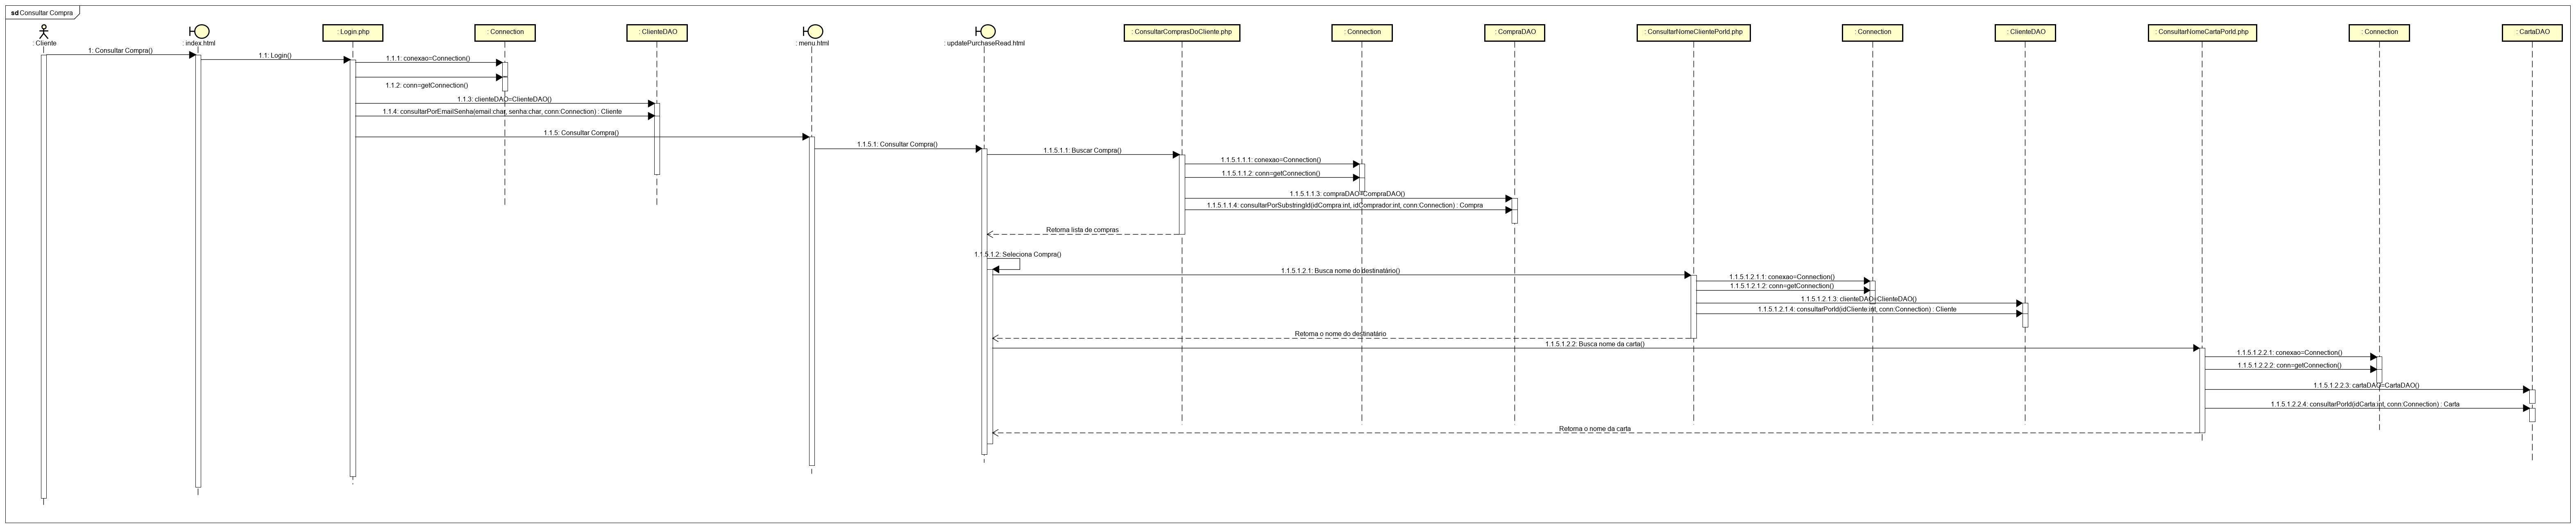 sd Consultar Compra
: Cliente
: index.html
: Login.php
: Connection
: ClienteDAO
: menu.html
: updatePurchaseRead.html
: ConsultarComprasDoCliente.php
: Connection
: CompraDAO
: ConsultarNomeClientePorId.php
: Connection
: ClienteDAO
: ConsultarNomeCartaPorId.php
: Connection
: CartaDAO
1: Consultar Compra()
1.1: Login()
1.1.1: conexao=Connection()
1.1.2: conn=getConnection()
1.1.3: clienteDAO=ClienteDAO()
1.1.4: consultarPorEmailSenha(email:char, senha:char, conn:Connection) : Cliente
1.1.5: Consultar Compra()
1.1.5.1: Consultar Compra()
1.1.5.1.1: Buscar Compra()
1.1.5.1.1.1: conexao=Connection()
1.1.5.1.1.2: conn=getConnection()
1.1.5.1.1.3: compraDAO=CompraDAO()
1.1.5.1.1.4: consultarPorSubstringId(idCompra:int, idComprador:int, conn:Connection) : Compra
Retorna lista de compras
1.1.5.1.2: Seleciona Compra()
1.1.5.1.2.1: Busca nome do destinatário()
1.1.5.1.2.1.1: conexao=Connection()
1.1.5.1.2.1.2: conn=getConnection()
1.1.5.1.2.1.3: clienteDAO=ClienteDAO()
1.1.5.1.2.1.4: consultarPorId(idCliente:int, conn:Connection) : Cliente
Retorna o nome do destinatário
1.1.5.1.2.2: Busca nome da carta()
1.1.5.1.2.2.1: conexao=Connection()
1.1.5.1.2.2.2: conn=getConnection()
1.1.5.1.2.2.3: cartaDAO=CartaDAO()
1.1.5.1.2.2.4: consultarPorId(idCarta:int, conn:Connection) : Carta
Retorna o nome da carta